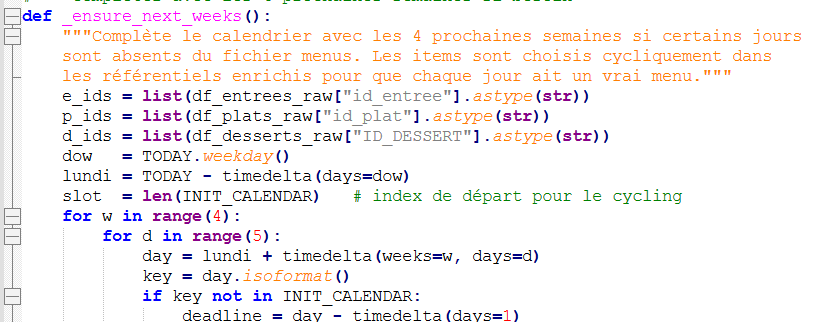 def _ensure_next_weeks():
"""Complète le calendrier avec les 4 prochaines semaines si certains jours
sont absents du fichier menus. Les items sont choisis cycliquement dans
les référentiels enrichis pour que chaque jour ait un vrai menu."""
e_ids = list(df_entrees_raw["id_entree"].astype(str))
p_ids = list(df_plats_raw["id_plat"].astype(str))
d_ids = list(df_desserts_raw["ID_DESSERT"].astype(str))
dow   = TODAY.weekday()
lundi = TODAY - timedelta(days=dow)
slot  = len(INIT_CALENDAR)   # index de départ pour le cycling
for w in range(4):
for d in range(5):
day = lundi + timedelta(weeks=w, days=d)
key = day.isoformat()
if key not in INIT_CALENDAR:
deadline = day - timedelta(days=1)